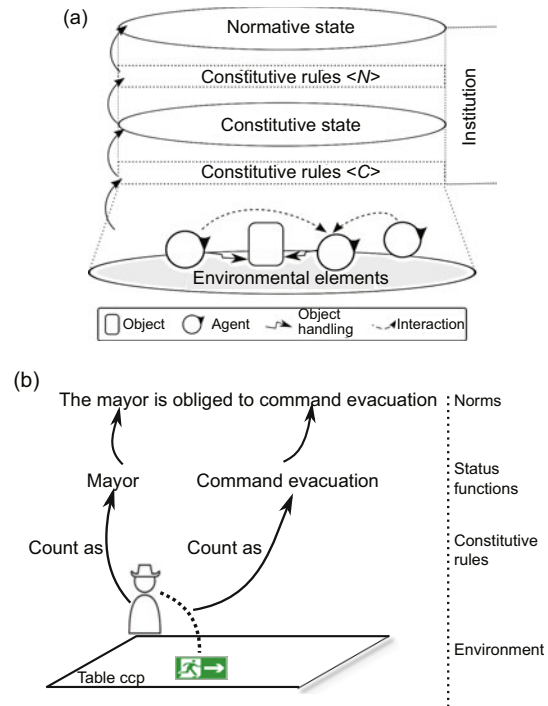 (a)
Normative state
Constitutive rules <N>
Constitutive state
Constitutive rules <C>
Institution
Environmental elements
Object
Agent
Object handling
Interaction
(b)
The mayor is obliged to command evacuation
Norms
Mayor
Command evacuation
Status
functions
Count as
Count as
Constitutive
rules
Environment
Table ccp